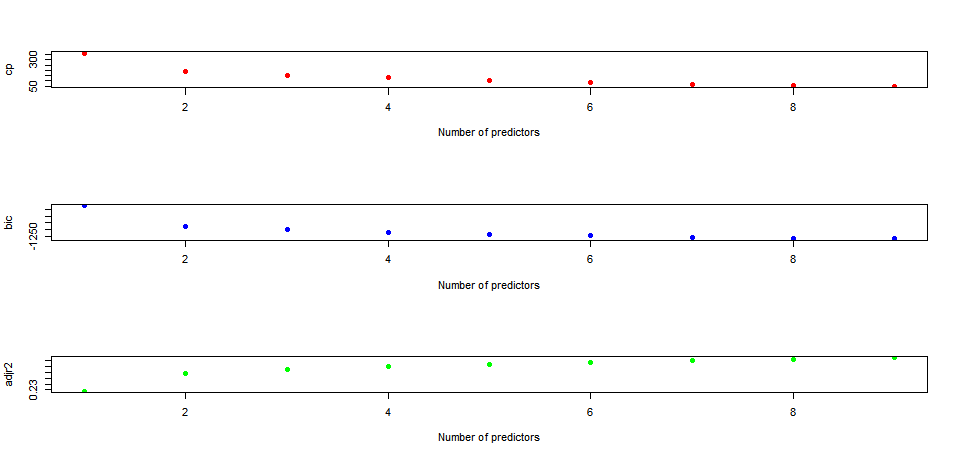 cp
300
50
2 4 6 8
Number of predictors
bic
-1250
2 4 6 8
Number of predictors
adjr2
0.23
2 4 6 8
Number of predictors